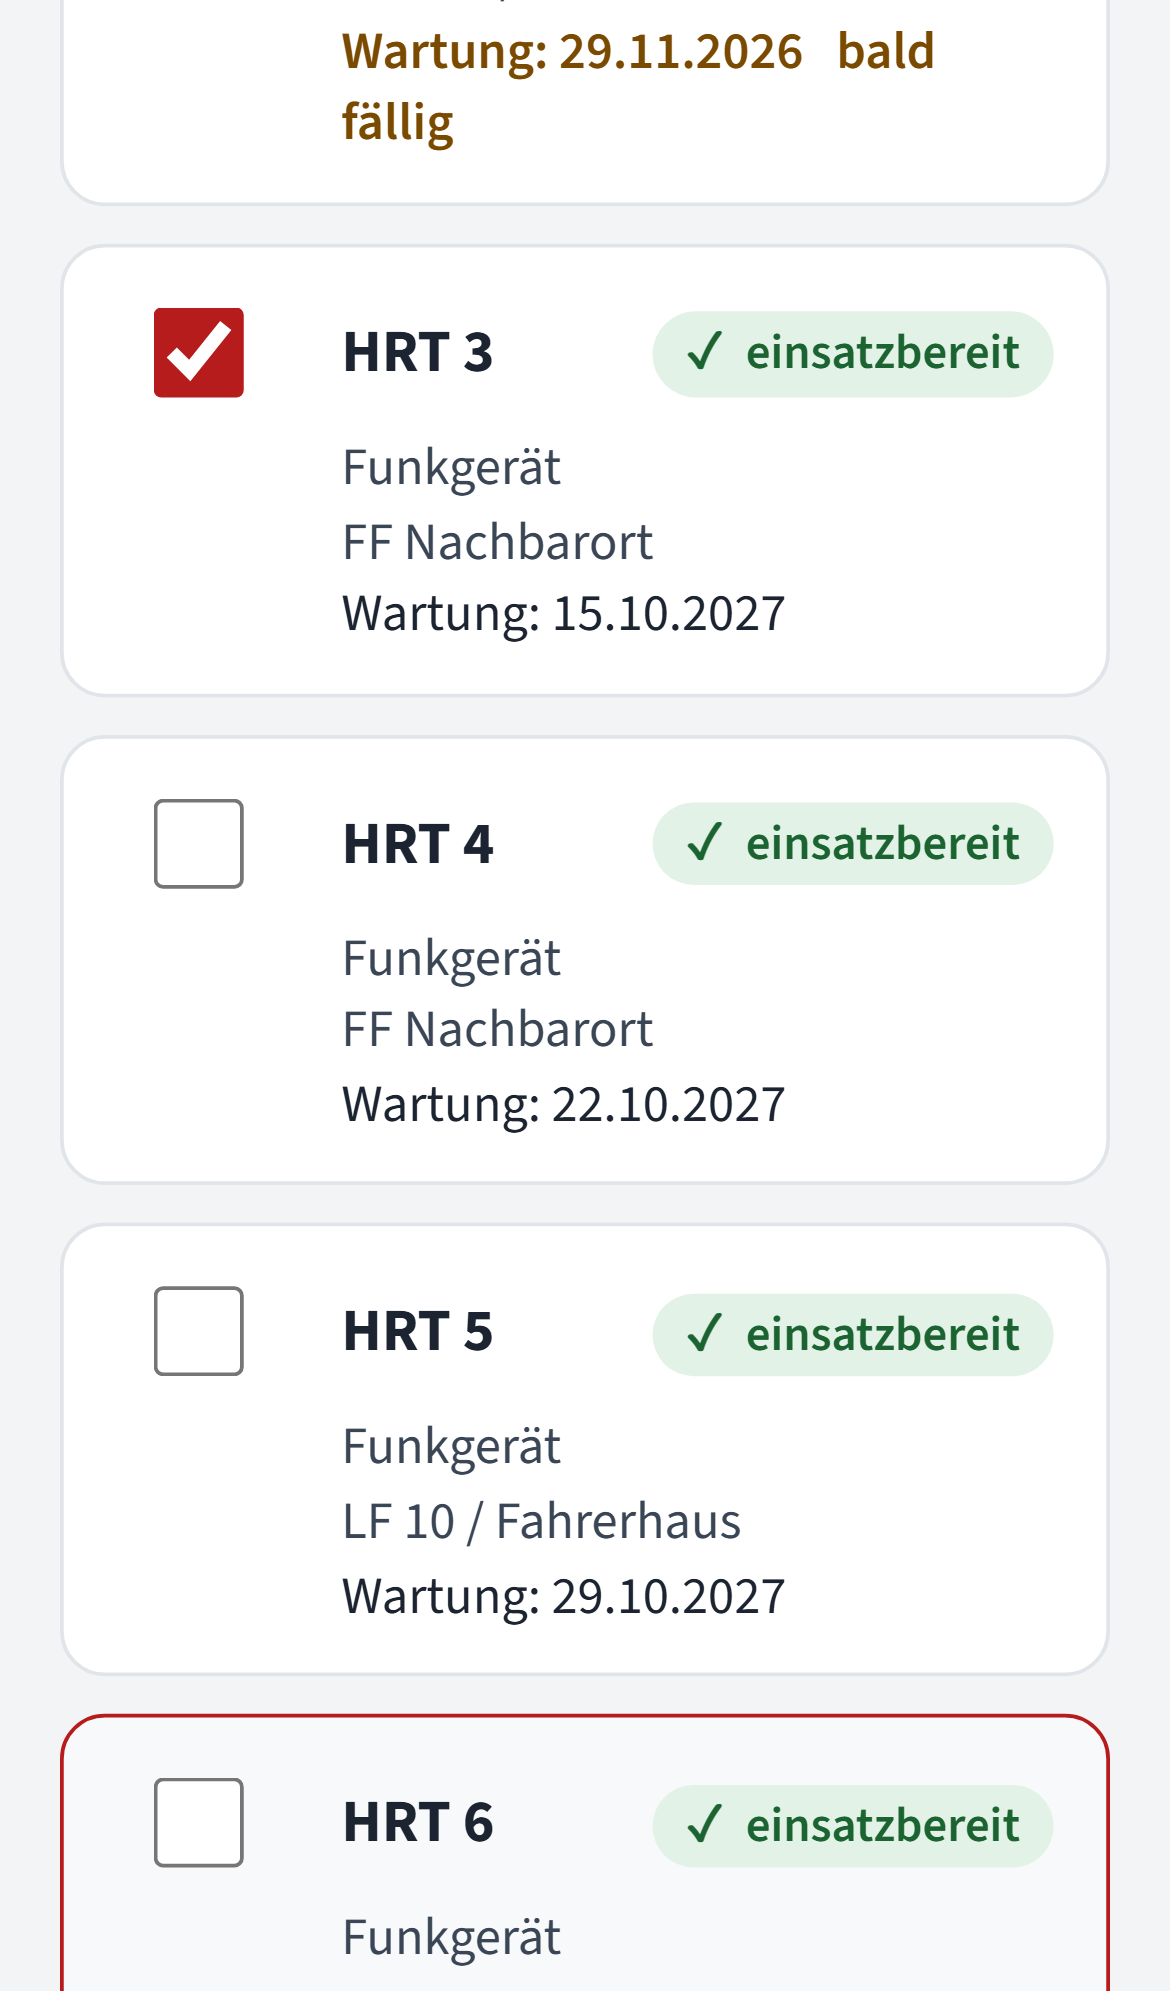 Wartung: 29.11.2026 bald
fällig
HRT 3 ✓ einsatzbereit
Funkgerät
FF Nachbarort
Wartung: 15.10.2027
HRT 4 ✓ einsatzbereit
Funkgerät
FF Nachbarort
Wartung: 22.10.2027
HRT 5 ✓ einsatzbereit
Funkgerät
LF 10 / Fahrerhaus
Wartung: 29.10.2027
HRT 6 ✓ einsatzbereit
Funkgerät